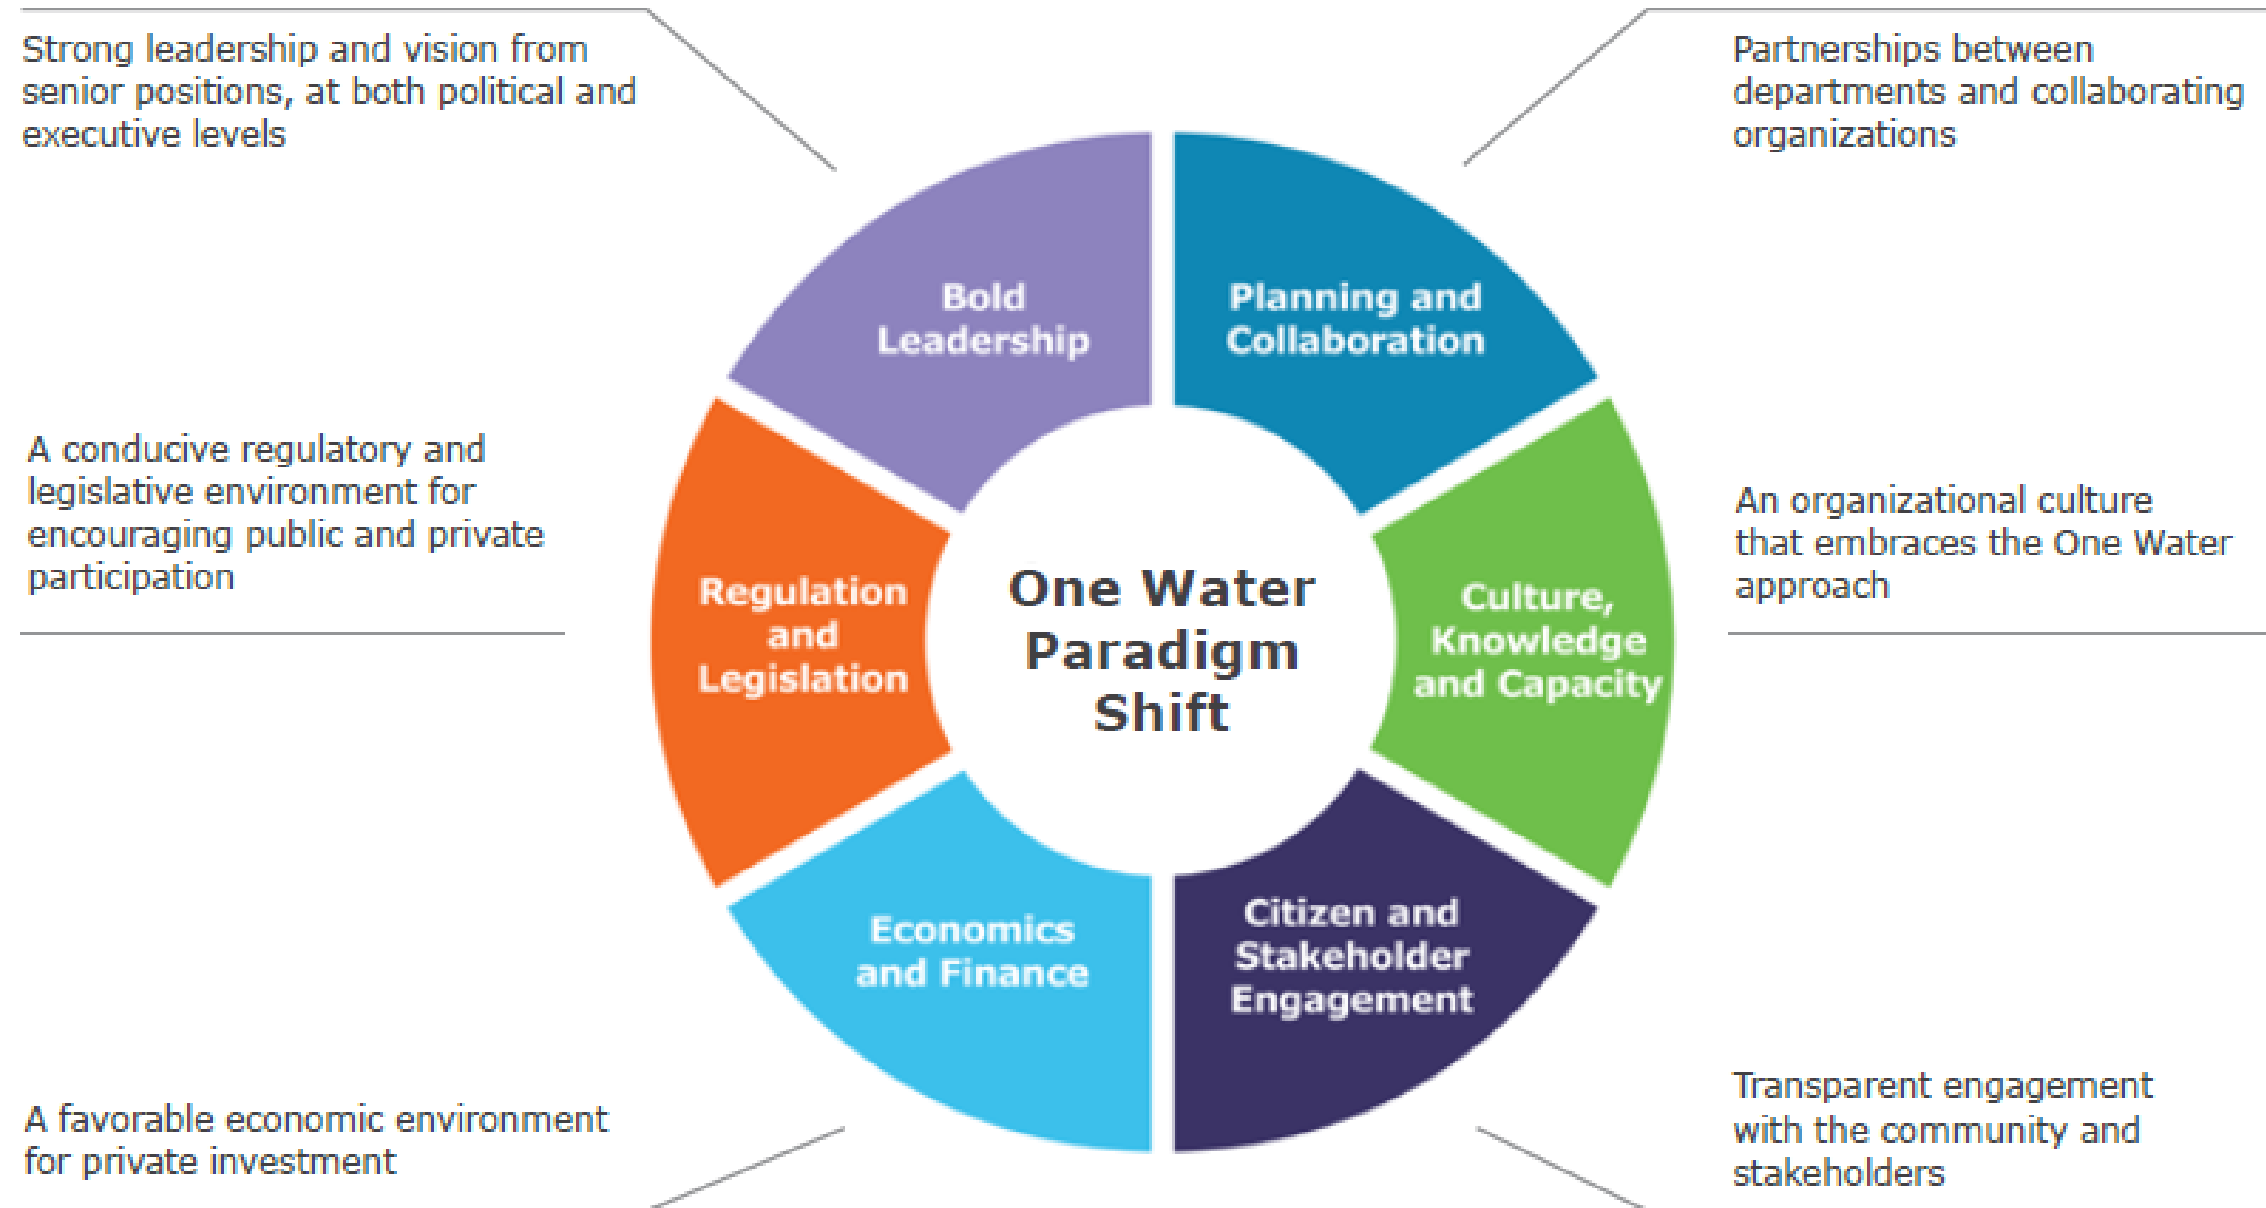 Strong leadership and vision from
senior positions, at both political and
executive levels
Partnerships between
departments and collaborating
organizations
Bold
Leadership
Planning and
Collaboration
A conducive regulatory and
legislative environment for
encouraging public and private
participation
Regulation
and
Legislation
One Water
Paradigm
Shift
Culture,
Knowledge
and Capacity
An organizational culture
that embraces the One Water
approach
Economics
and Finance
Citizen and
Stakeholder
Engagement
A favorable economic environment
for private investment
Transparent engagement
with the community and
stakeholders